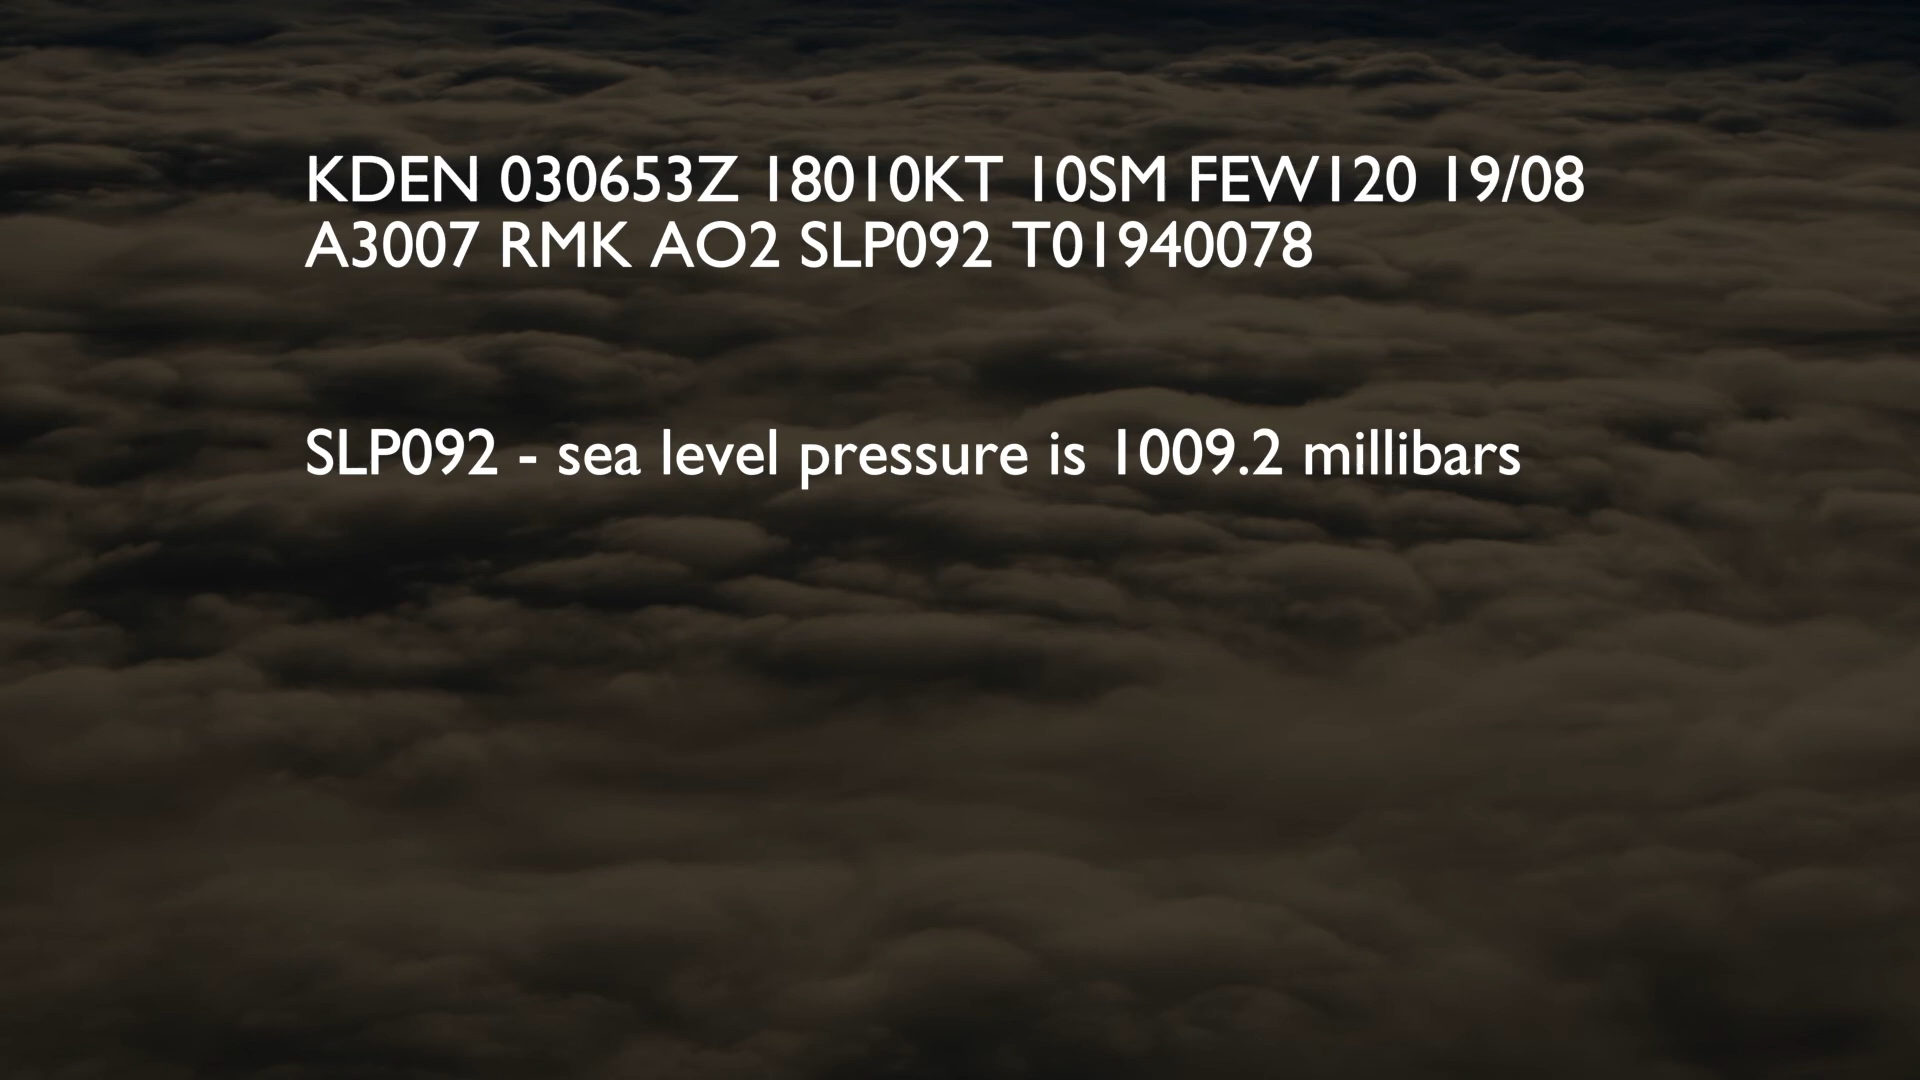 KDEN 030653Z 18010KT 10SM FEW120 19/08
A3007 RMK AO2 SLP092 T01940078
SLP092 - sea level pressure is 1009.2 millibars